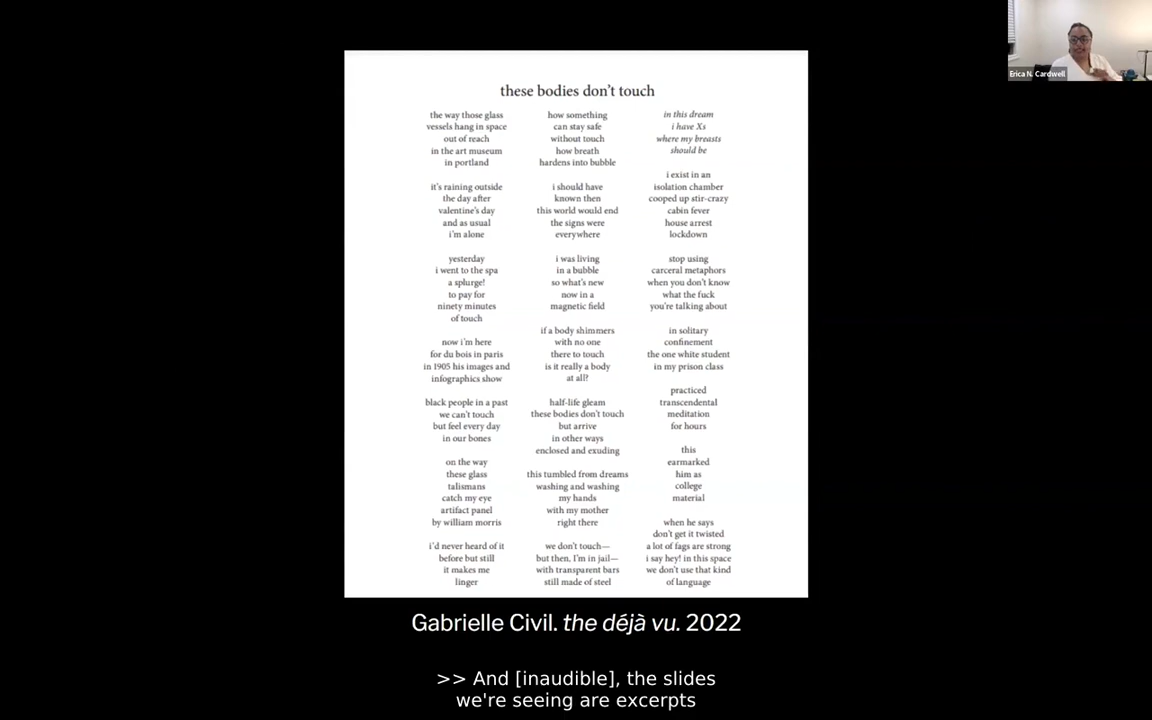 these bodies don't touch
the way those glass
vessels hang in space
out of reach
in the art museum
in portland
it's raining outside
the day after
valentine's day
and as usual
i'm alone
yesterday
i went to the spa
a splurge!
to pay for
ninety minutes
of touch
now i'm here
for du bois in paris
in 1905 his images and
infographics show
black people in a past
we can't touch
but feel every day
in our bones
on the way
these glass
talismans
catch my eye
artifact panel
by william morris
i'd never heard of it
before but still
it makes me
linger
how something
can stay safe
without touch
how breath
hardens into bubble
i should have
known then
this world would end
the signs were
everywhere
i was living
in a bubble
so what's new
now in a
magnetic field
if a body shimmers
with no one
there to touch
is it really a body
at all?
half-life gleam
these bodies don't touch
but arrive
in other ways
enclosed and exuding
this tumbled from dreams
washing and washing
my hands
with my mother
right there
we don't touch—
but then, I'm in jail—
with transparent bars
still made of steel
in this dream
i have Xs
where my breasts
should be
i exist in an
isolation chamber
cooped up stir-crazy
cabin fever
house arrest
lockdown
stop using
carceral metaphors
when you don't know
what the fuck
you're talking about
in solitary
confinement
the one white student
in my prison class
practiced
transcendental
meditation
for hours
this
earmarked
him as
college
material
when he says
don't get it twisted
a lot of fags are strong
i say hey! in this space
we don't use that kind
of language
Gabrielle Civil. the déjà vu. 2022
>> And [inaudible], the slides
we're seeing are excerpts
Erica N. Cardwell